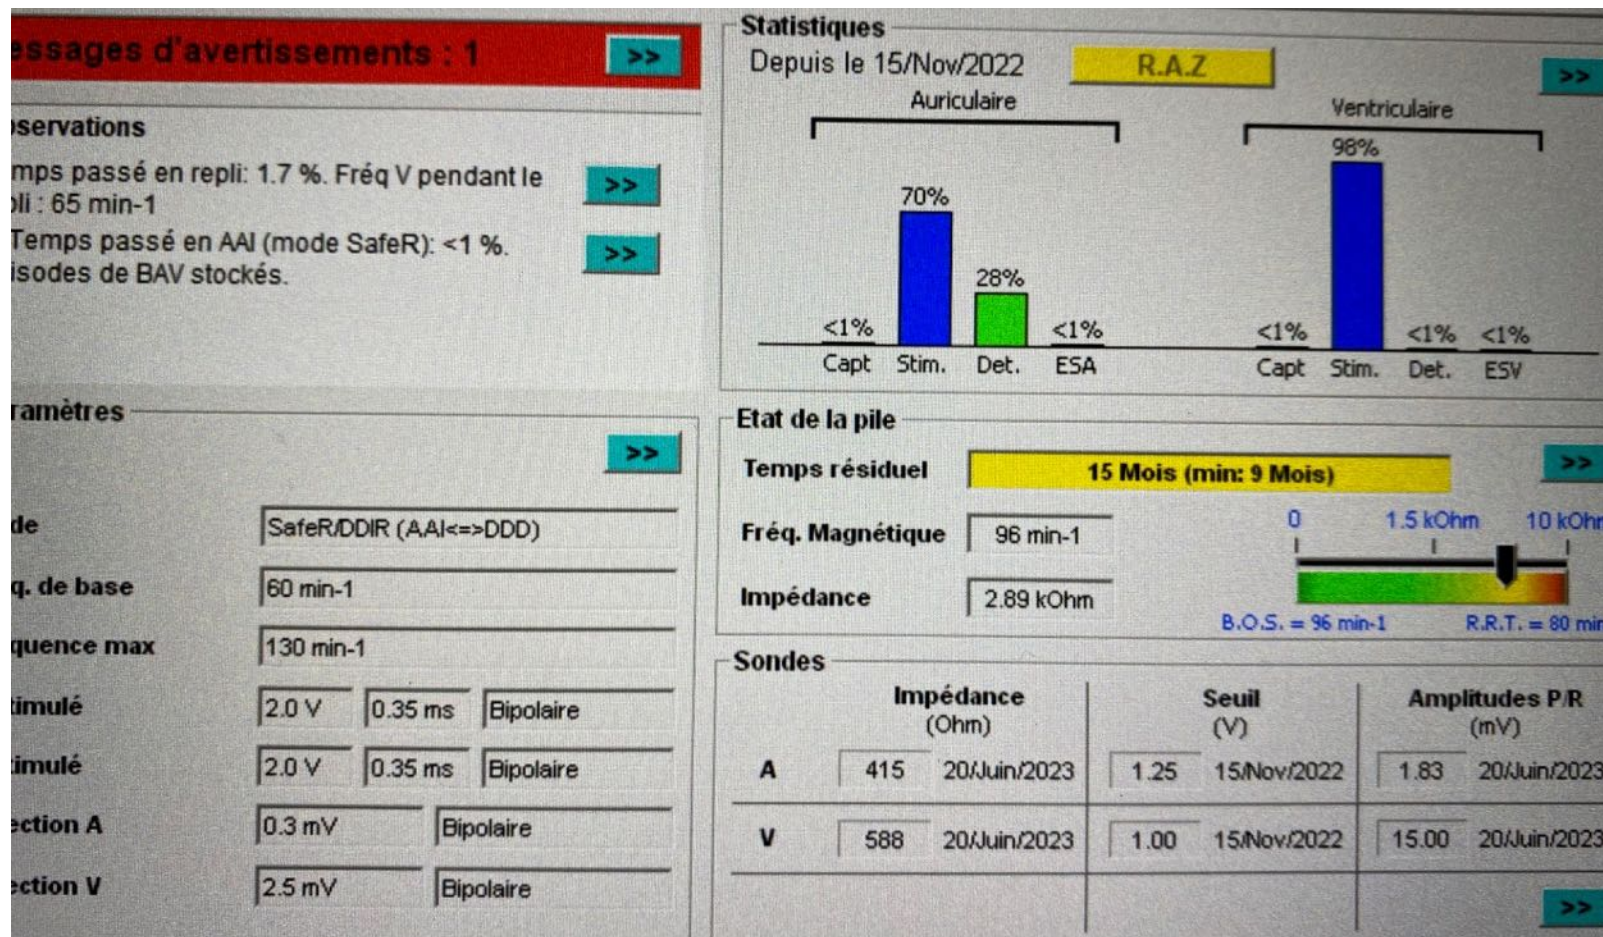 essages d'avertissements : 1 >>
servations
mps passé en repli: 1.7 %. Fréq V pendant le >>
li : 65 min-1
Temps passé en AAI (mode SafeR): <1 %. >>
isodes de BAV stockés.
ramètres
>>
de SafeR/DDIR (AAI<=>DDD)
q. de base 60 min-1
quence max 130 min-1
timulé 2.0 V 0.35 ms Bipolaire
timulé 2.0 V 0.35 ms Bipolaire
ection A 0.3 mV Bipolaire
ection V 2.5 mV Bipolaire
Statistiques
Depuis le 15/Nov/2022 R.A.Z >>
Auriculaire Ventriculaire
<1% 70% 28% <1% <1% 98% <1% <1%
Capt Stim. Det. ESA Capt Stim. Det. ESV
Etat de la pile
Temps résiduel 15 Mois (min: 9 Mois) >>
0 1.5 kOhm 10 kOhm
Fréq. Magnétique 96 min-1
Impédance 2.89 kOhm
B.O.S. = 96 min-1 R.R.T. = 80 min
Sondes
Impédance Seuil Amplitudes P/R
(Ohm) (V) (mV)
A 415 20/Juin/2023 1.25 15/Nov/2022 1.83 20/Juin/2023
V 588 20/Juin/2023 1.00 15/Nov/2022 15.00 20/Juin/2023
>>